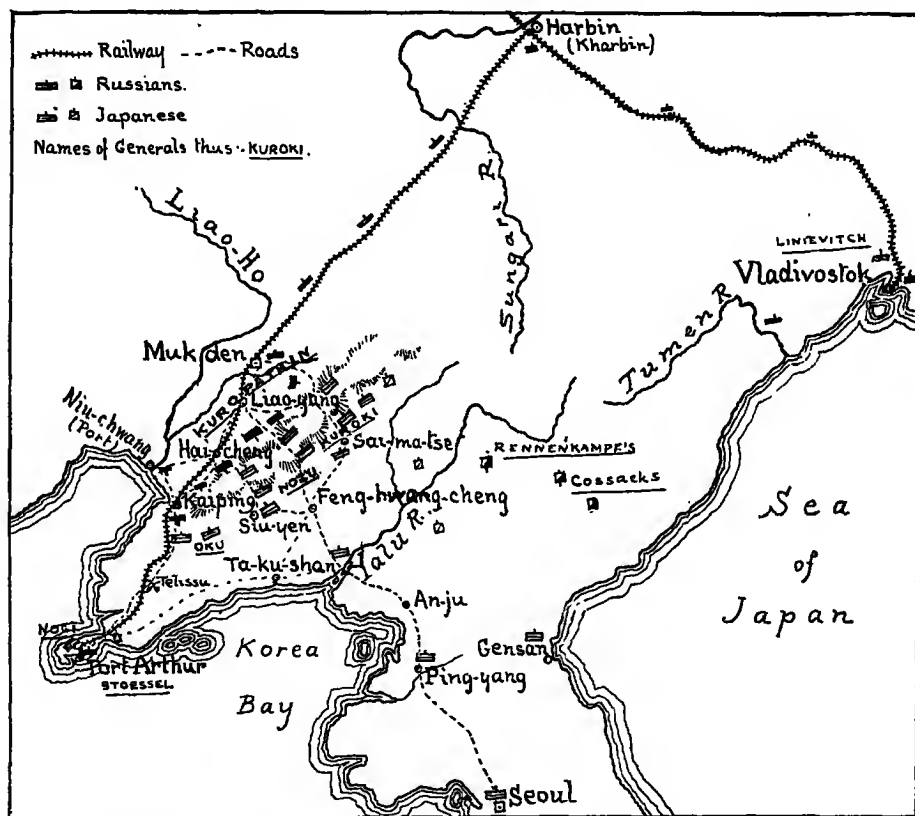 Harbin
(Kharbin)
Railway Roads
Russians.
Japanese
Names of Generals thus KUROKI.
Liao-Ho
Sungari R.
LINIEVITCH
Vladivostok
Tumen R.
Mukden
KUROPATKIN
Liao-yang
Niu-chwang
(Port)
Hai-cheng
KUROKI
Sai-ma-tse
RENNENKAMPF'S
COSSACKS
NOSU
Kaiping
Feng-hwang-cheng
Siu-yen
OKU
Yalu R.
Ta-ku-shan
Telissu
An-ju
Sea
of
Japan
NOGI
Port Arthur
STOESSEL
Korea
Bay
Gensan
Ping-yang
Seoul